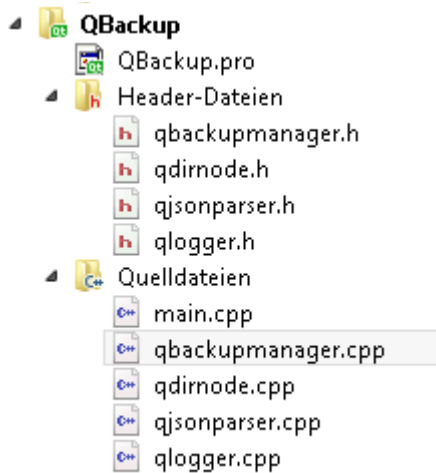 QBackup
QBackup.pro
Header-Dateien
qbackupmanager.h
qdirnode.h
qjsonparser.h
qlogger.h
Quelldateien
main.cpp
qbackupmanager.cpp
qdirnode.cpp
qjsonparser.cpp
qlogger.cpp